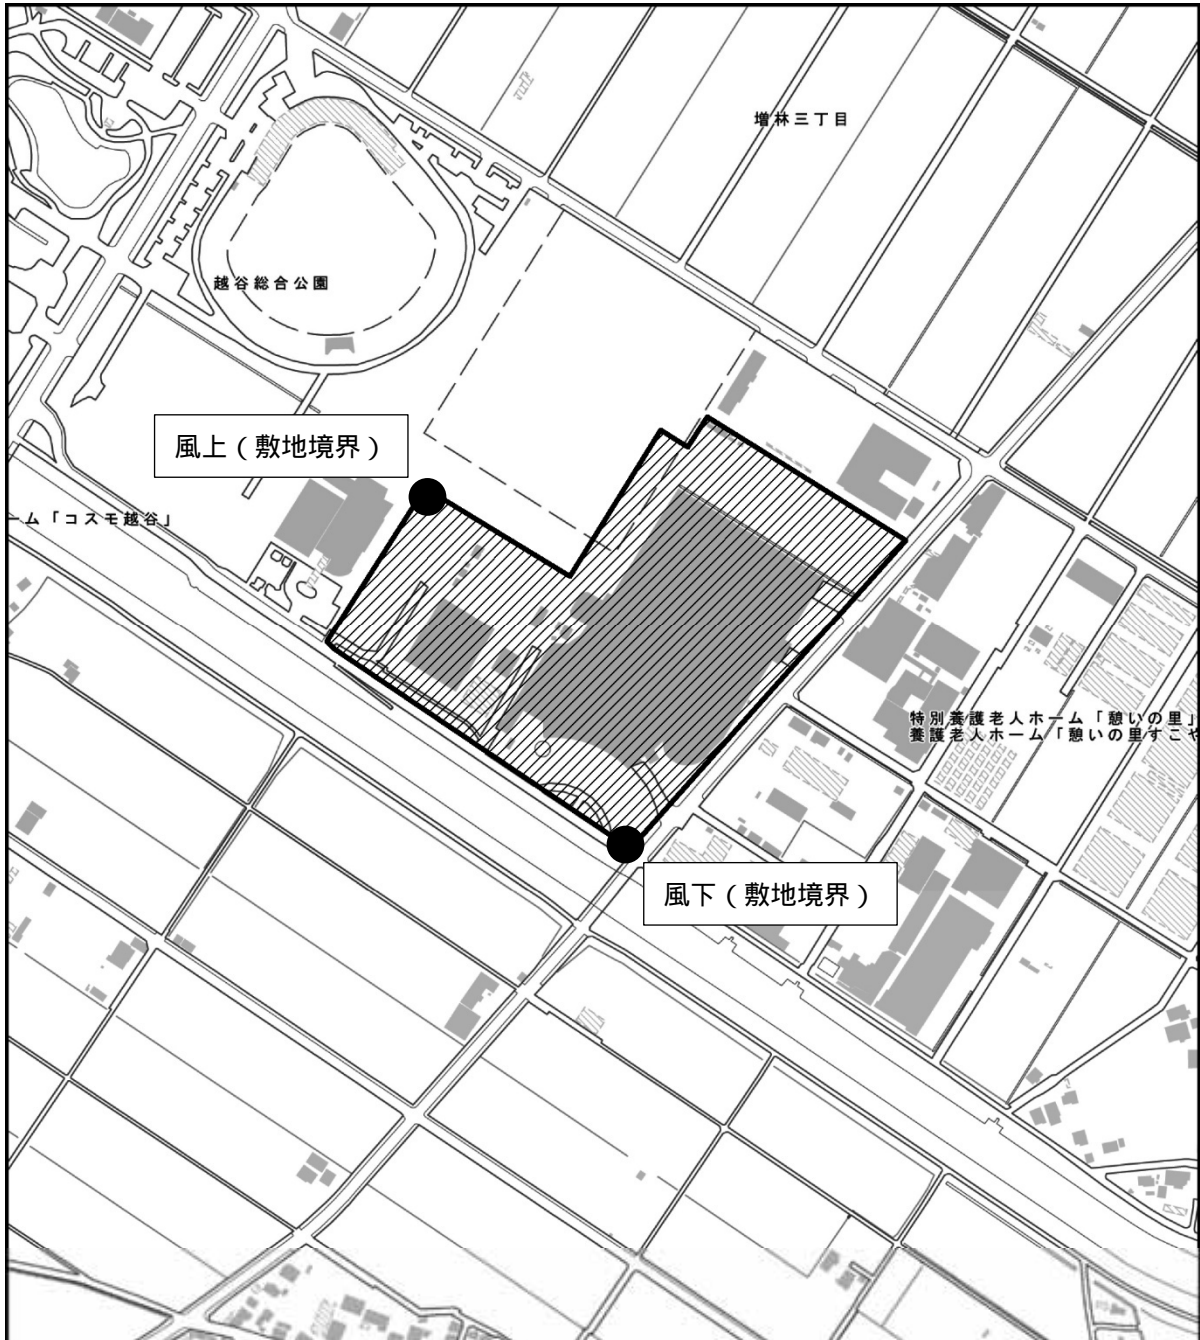 増林三丁目
越谷総合公園
風上（敷地境界）
ーム「コスモ越谷」
特別養護老人ホーム「憩いの里」
養護老人ホーム「憩いの里すこや
風下（敷地境界）